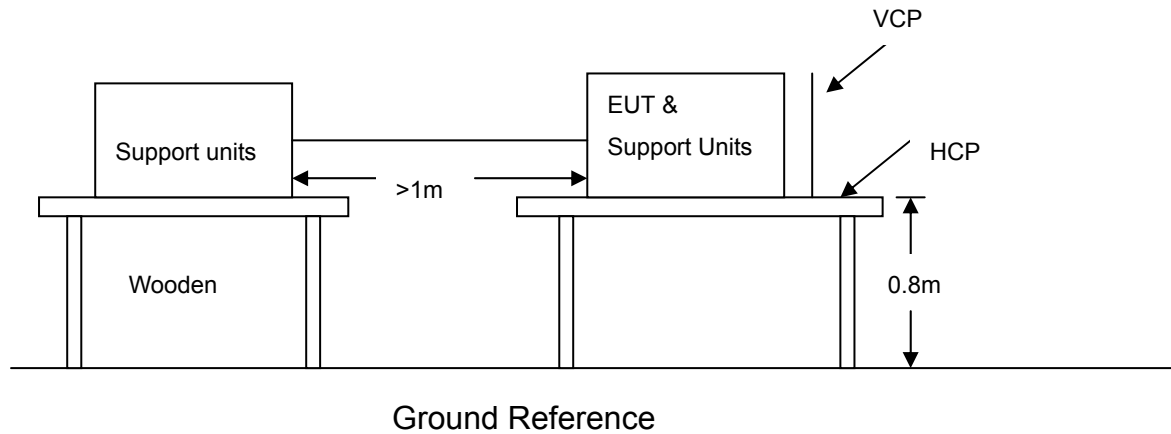 VCP
EUT &
Support Units
Support units
HCP
>1m
Wooden
0.8m
Ground Reference